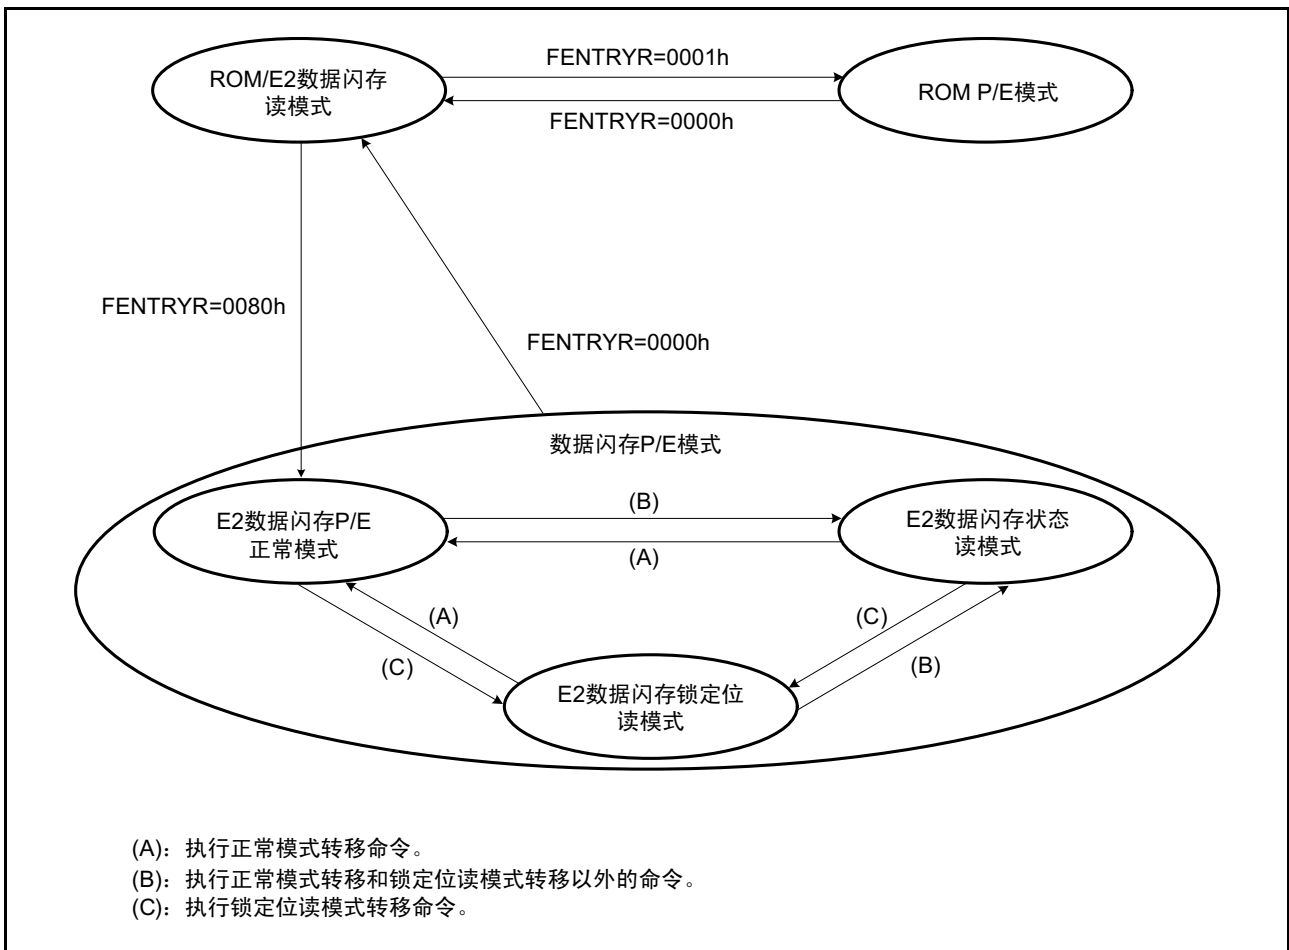 ROM/E2数据闪存
读模式
FENTRYR=0001h
FENTRYR=0000h
ROM P/E模式
FENTRYR=0080h
FENTRYR=0000h
数据闪存P/E模式
E2数据闪存P/E
正常模式
(B)
(A)
E2数据闪存状态
读模式
(A)
(C)
(C)
(B)
E2数据闪存锁定位
读模式
(A)：执行正常模式转移命令。
(B)：执行正常模式转移和锁定位读模式转移以外的命令。
(C)：执行锁定位读模式转移命令。